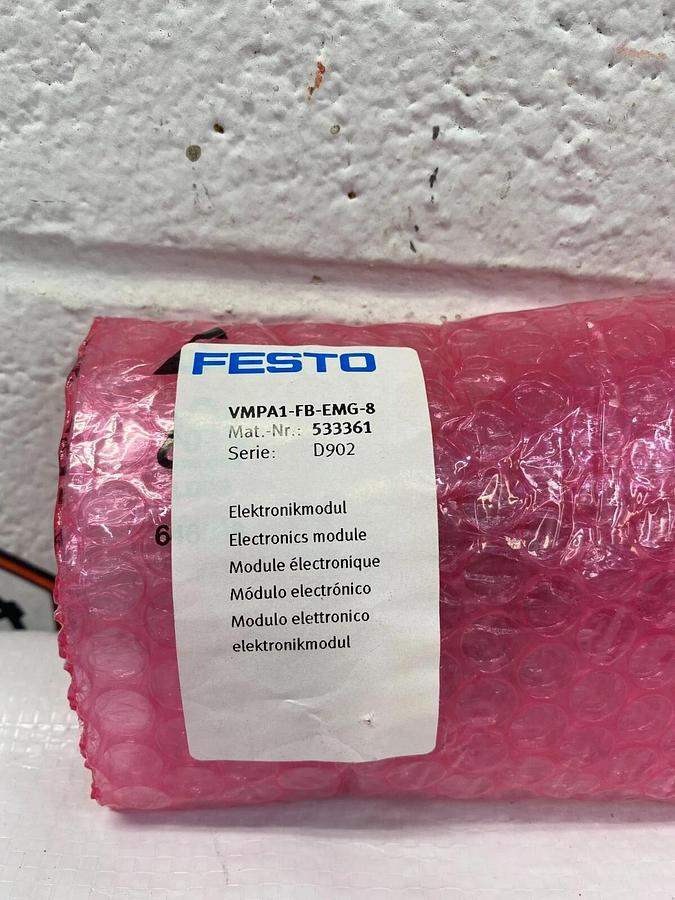 FESTO
VMPA1-FB-EMG-8
Mat.-Nr.: 533361
Serie: D902
Elektronikmodul
Electronics module
Module électronique
Módulo electrónico
Modulo elettronico
elektronikmodul